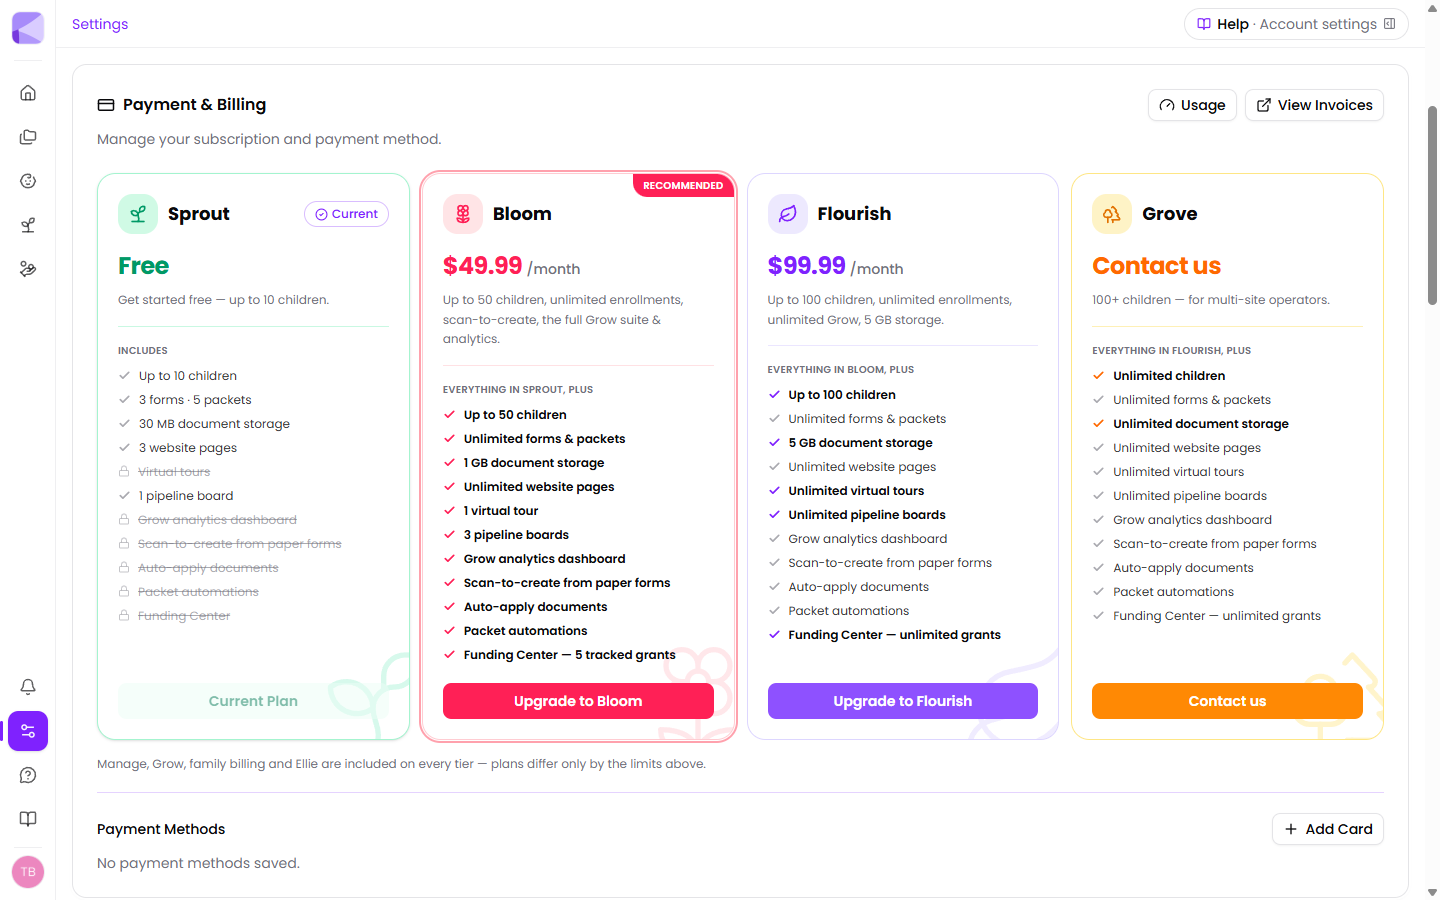 Settings
Help · Account settings
Payment & Billing
Usage
View Invoices
Manage your subscription and payment method.
Sprout
Current
Free
Get started free — up to 10 children.
INCLUDES
Up to 10 children
3 forms · 5 packets
30 MB document storage
3 website pages
Virtual tours
1 pipeline board
Grow analytics dashboard
Scan-to-create from paper forms
Auto-apply documents
Packet automations
Funding Center
Current Plan
RECOMMENDED
Bloom
$49.99 /month
Up to 50 children, unlimited enrollments,
scan-to-create, the full Grow suite &
analytics.
EVERYTHING IN SPROUT, PLUS
Up to 50 children
Unlimited forms & packets
1 GB document storage
Unlimited website pages
1 virtual tour
3 pipeline boards
Grow analytics dashboard
Scan-to-create from paper forms
Auto-apply documents
Packet automations
Funding Center — 5 tracked grants
Upgrade to Bloom
Flourish
$99.99 /month
Up to 100 children, unlimited enrollments,
unlimited Grow, 5 GB storage.
EVERYTHING IN BLOOM, PLUS
Up to 100 children
Unlimited forms & packets
5 GB document storage
Unlimited website pages
Unlimited virtual tours
Unlimited pipeline boards
Grow analytics dashboard
Scan-to-create from paper forms
Auto-apply documents
Packet automations
Funding Center — unlimited grants
Upgrade to Flourish
Grove
Contact us
100+ children — for multi-site operators.
EVERYTHING IN FLOURISH, PLUS
Unlimited children
Unlimited forms & packets
Unlimited document storage
Unlimited website pages
Unlimited virtual tours
Unlimited pipeline boards
Grow analytics dashboard
Scan-to-create from paper forms
Auto-apply documents
Packet automations
Funding Center — unlimited grants
Contact us
Manage, Grow, family billing and Ellie are included on every tier — plans differ only by the limits above.
Payment Methods
Add Card
No payment methods saved.
TB